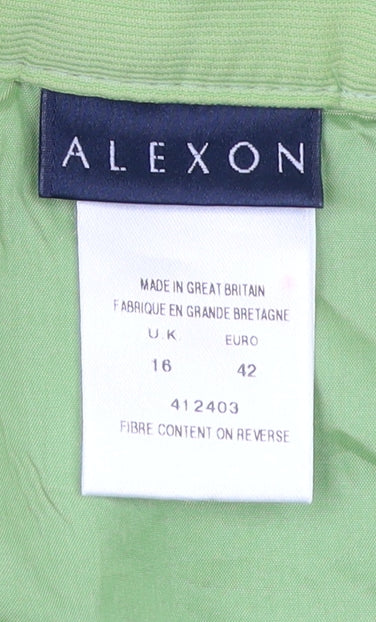 ALEXON
MADE IN GREAT BRITAIN
FABRIQUE EN GRANDE BRETAGNE
U.K EURO
16 42
412403
FIBRE CONTENT ON REVERSE